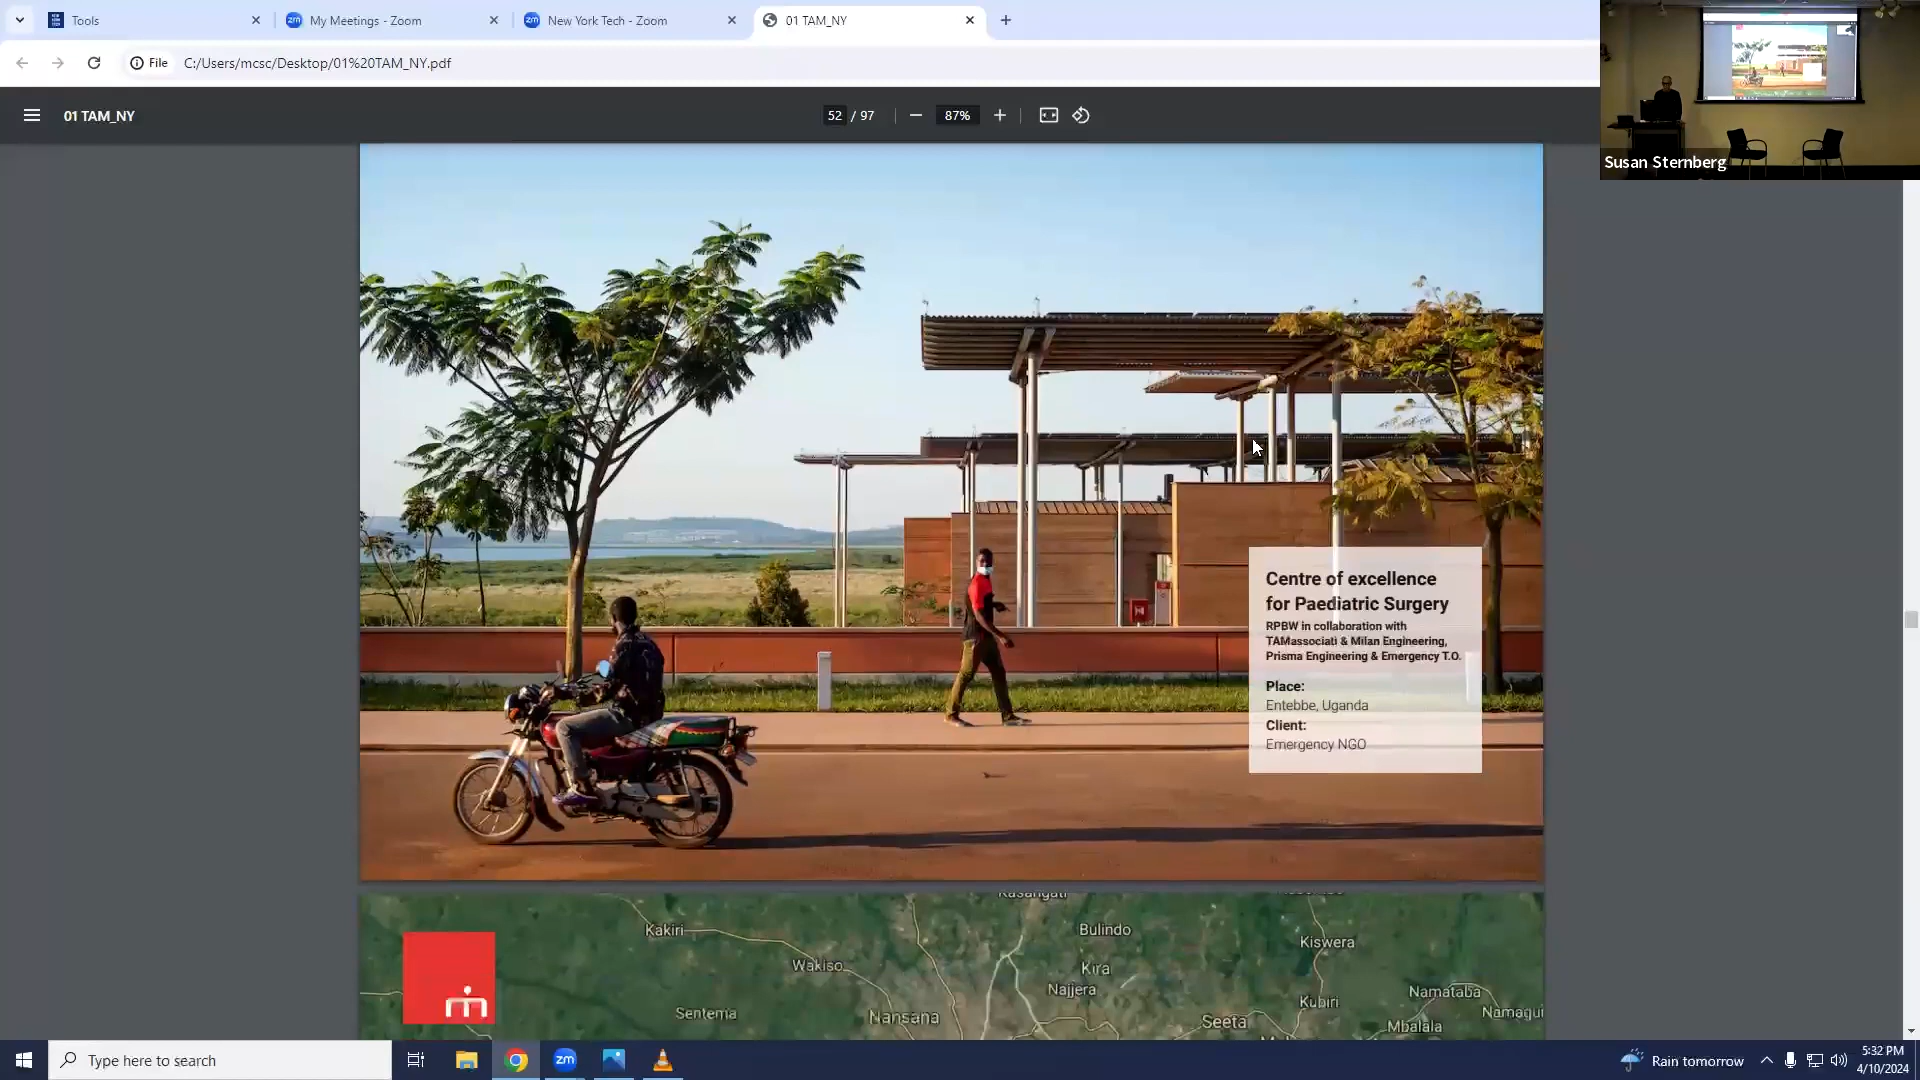 Tools
My Meetings - Zoom
New York Tech - Zoom
01 TAM_NY
File
C:/Users/mcsc/Desktop/01%20TAM_NY.pdf
01 TAM_NY
52 / 97
87%
Susan Sternberg
Centre of excellence
for Paediatric Surgery
RPBW in collaboration with
TAMassociati & Milan Engineering,
Prisma Engineering & Emergency T.O.
Place:
Entebbe, Uganda
Client:
Emergency NGO
Kasangati
Kakiri
Bulindo
Kiswera
Wakiso
Kira
Najjera
Namataba
Kubiri
Sentema
Nansana
Seeta
Mbalala
Namagu
zm
Type here to search
Rain tomorrow
5:32 PM
4/10/2024